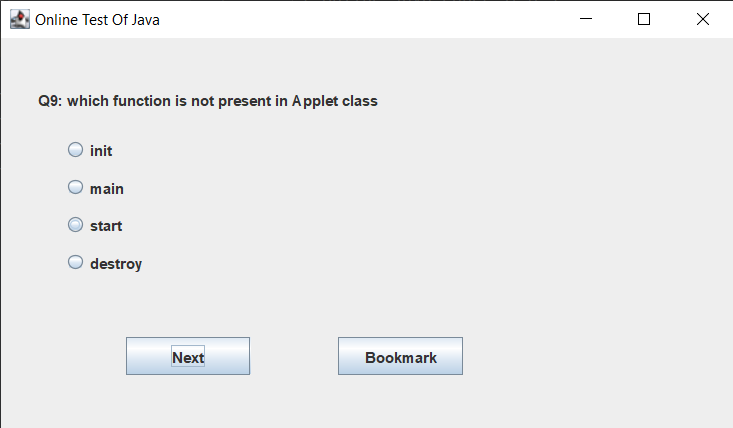 Online Test Of Java
Q9: which function is not present in Applet class
init
main
start
destroy
Next
Bookmark